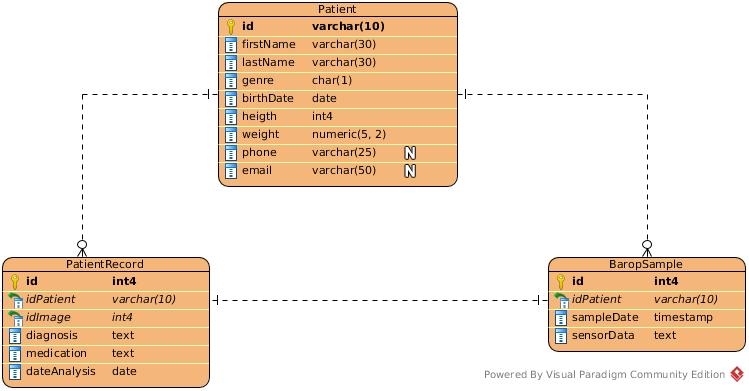 Patient
id varchar(10)
firstName varchar(30)
lastName varchar(30)
genre char(1)
birthDate date
heigth int4
weight numeric(5, 2)
phone varchar(25) N
email varchar(50) N
PatientRecord
id int4
idPatient varchar(10)
idImage int4
diagnosis text
medication text
dateAnalysis date
BaropSample
id int4
idPatient varchar(10)
sampleDate timestamp
sensorData text
Powered By Visual Paradigm Community Edition